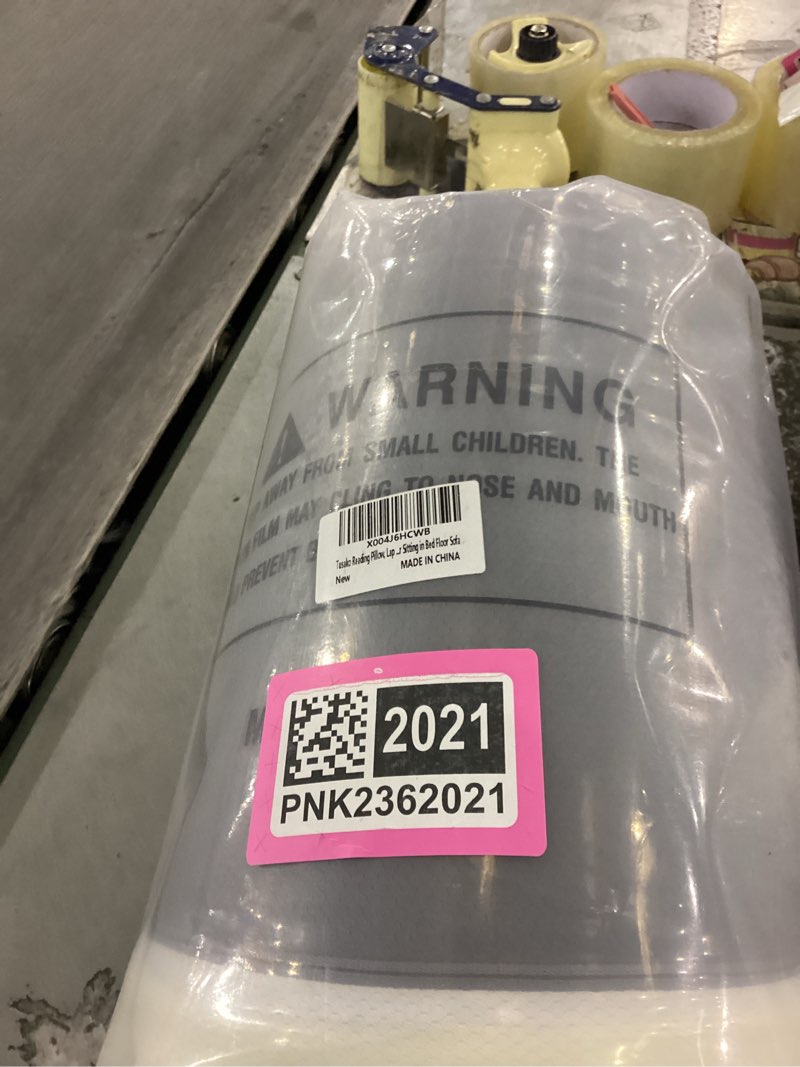 WARNING
AWAY FROM SMALL CHILDREN. THE
FILM MAY CLING TO NOSE AND MOUTH
PREVENT
X004J6HCWB
Tasako Reading Pillow, Lap ...r Sitting in Bed Floor Sofa
New MADE IN CHINA
2021
PNK2362021